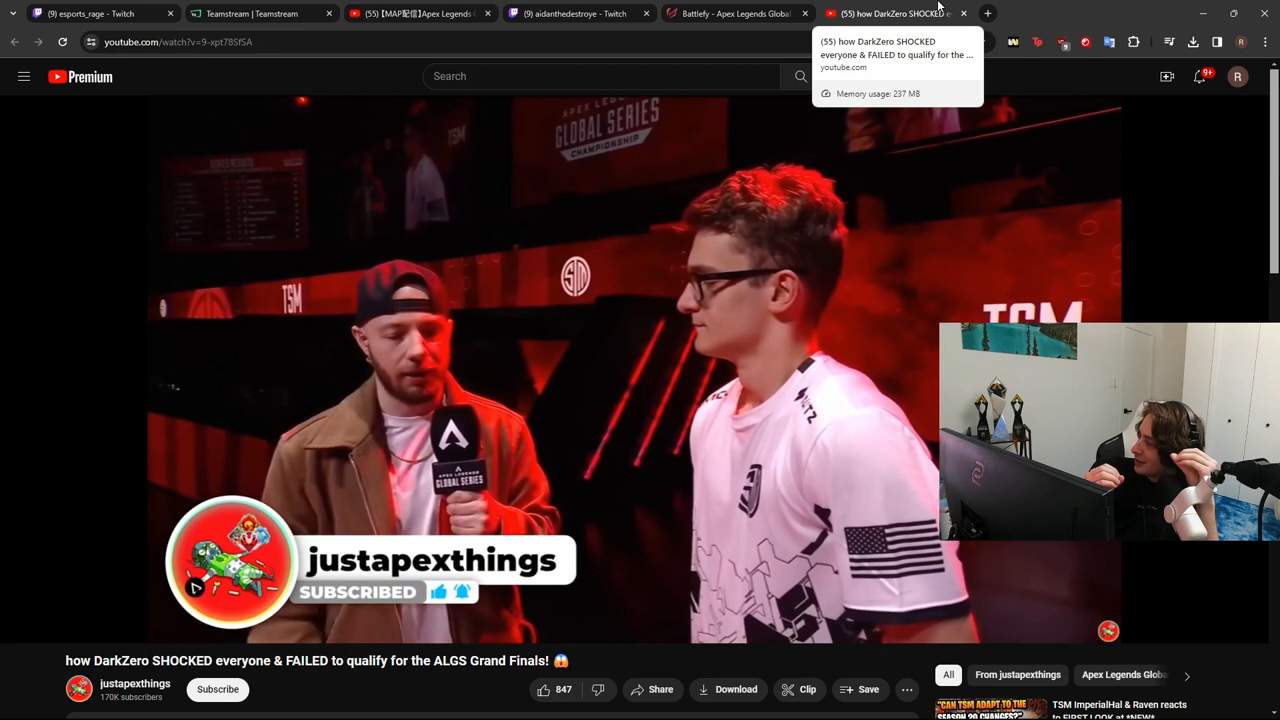 (9) esports_rage - Twitch
Teamstream | Teamstream
(55) 【MAP配信】Apex Legends
(9) aidanthedestroye - Twitch
Battlefy - Apex Legends Global
(55) how DarkZero SHOCKED
youtube.com/watch?v=9-xpt78SfSA
(55) how DarkZero SHOCKED
everyone & FAILED to qualify for the ...
youtube.com
Memory usage: 237 MB
Premium
Search
9+
R
APEX LEGENDS
GLOBAL SERIES
CHAMPIONSHIP
TSM
TSM
TSM
APEX LEGENDS
GLOBAL SERIES
justapexthings
SUBSCRIBED
how DarkZero SHOCKED everyone & FAILED to qualify for the ALGS Grand Finals! 😱
justapexthings
170K subscribers
Subscribe
847
Share
Download
Clip
Save
All
From justapexthings
Apex Legends Globa
"CAN TSM ADAPT TO THE
SEASON 20 CHANGES?"
TSM ImperialHal & Raven reacts
to FIRST LOOK at *NEW*